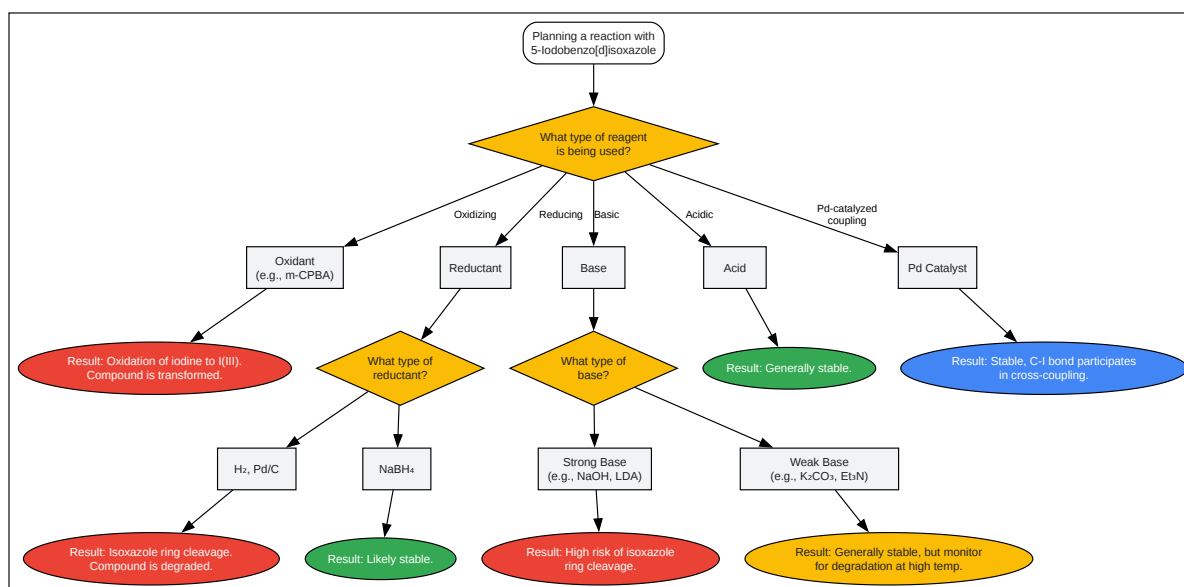 Planning a reaction with
5-Iodobenzo[d]isoxazole
What type of reagent
is being used?
Oxidizing
Reducing
Basic
Acidic
Pd-catalyzed
coupling
Oxidant
(e.g., m-CPBA)
Reductant
Base
Acid
Pd Catalyst
Result: Oxidation of iodine to I(III).
Compound is transformed.
What type of
reductant?
What type of
base?
Result: Generally stable.
Result: Stable, C-I bond participates
in cross-coupling.
H₂, Pd/C
NaBH₄
Strong Base
(e.g., NaOH, LDA)
Weak Base
(e.g., K₂CO₃, Et₃N)
Result: Isoxazole ring cleavage.
Compound is degraded.
Result: Likely stable.
Result: High risk of isoxazole
ring cleavage.
Result: Generally stable, but monitor
for degradation at high temp.